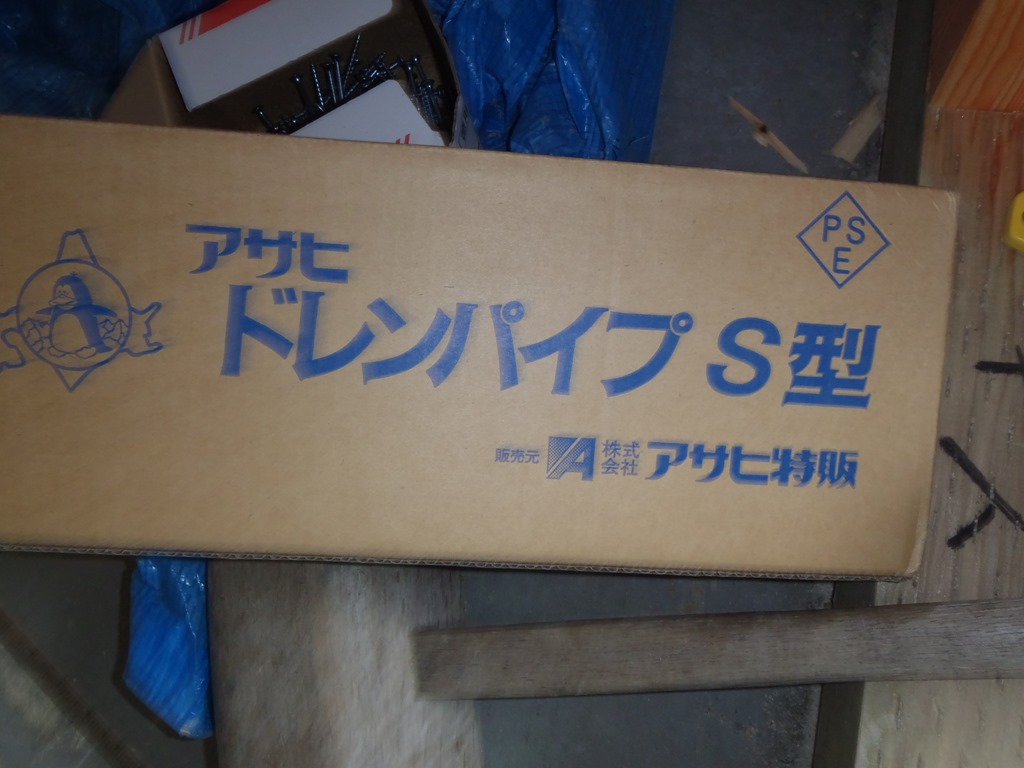 PSE
アサヒ
ドレンパイプ S型
販売元 株式会社 アサヒ特販